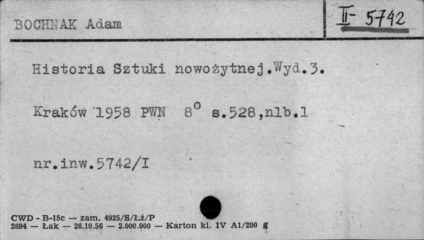 BOCHNAK Adam
II- 5742
Historia Sztuki nowożytnej.Wyd.3.
Kraków 1958 PWN 8° s.528,nlb.1
nr.inw.5742/I
CWD - B-15c — zam. 4925/S/Łź/P
2694 — Łak — 26.10.56 — 2.000.000 — Karton kl. IV A1/200 g